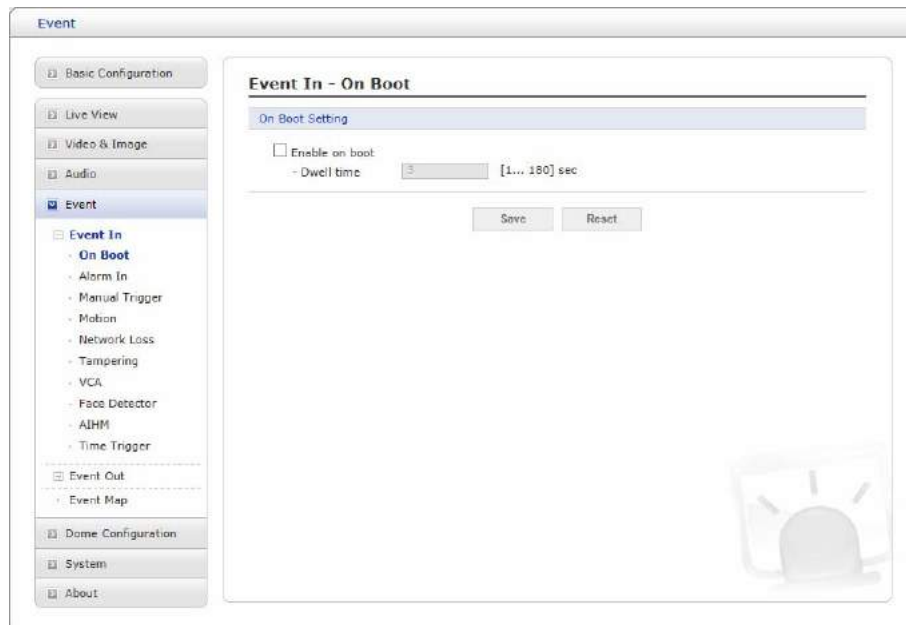 Event
Basic Configuration
Live View
Video & Image
Audio
Event
Event In
On Boot
Alarm In
Manual Trigger
Motion
Network Loss
Tampering
VCA
Face Detector
AIHM
Time Trigger
Event Out
Event Map
Dome Configuration
System
About
Event In - On Boot
On Boot Setting
Enable on boot
- Dwell time 3 [1... 180] sec
Save Reset